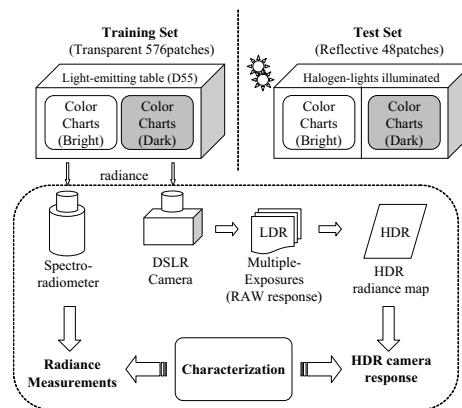 Training Set
(Transparent 576patches)
Test Set
(Reflective 48patches)
Light-emitting table (D55)
Color
Charts
(Bright)
Color
Charts
(Dark)
Halogen-lights illuminated
Color
Charts
(Bright)
Color
Charts
(Dark)
radiance
Spectro-
radiometer
DSLR
Camera
LDR
Multiple-
Exposures
(RAW response)
HDR
HDR
radiance map
Radiance
Measurements
Characterization
HDR camera
response